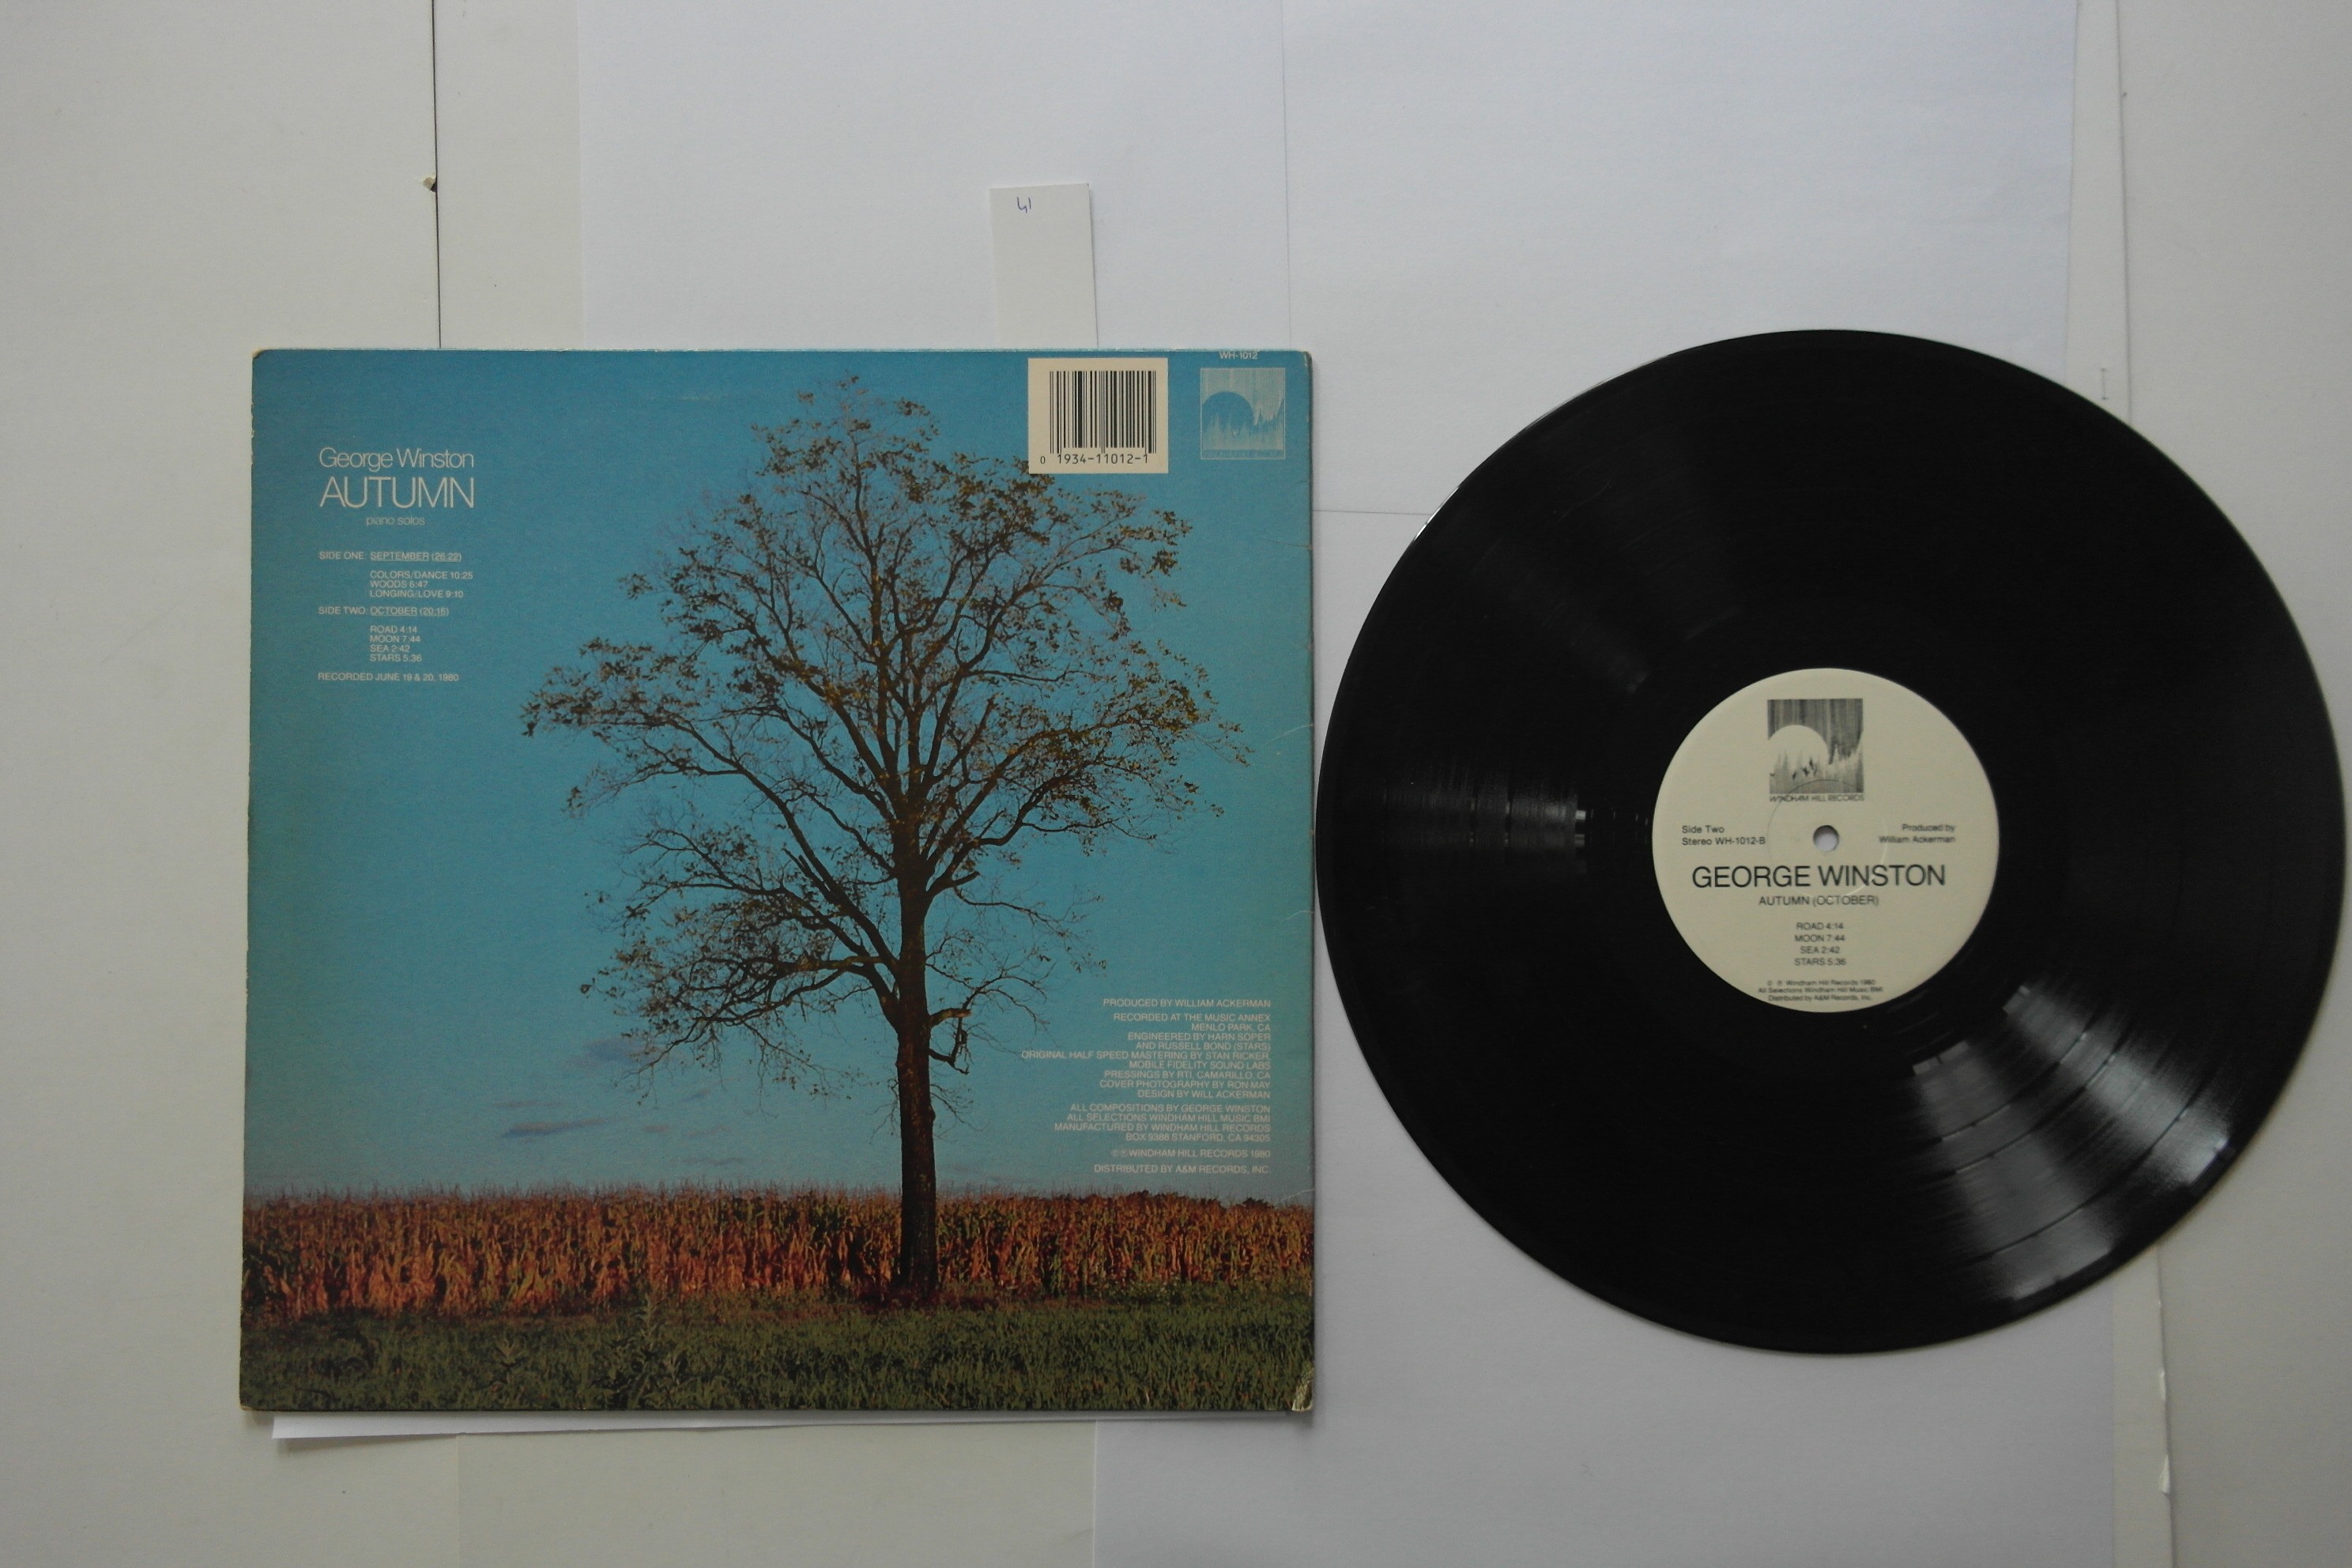 41
WH-1012
0 1934-11012-1
George Winston
AUTUMN
piano solos
SIDE ONE: SEPTEMBER (26:22)
COLORS/DANCE 10:25
WOODS 6:47
LONGING/LOVE 9:10
SIDE TWO: OCTOBER (20:16)
ROAD 4:14
MOON 7:44
SEA 2:42
STARS 5:36
RECORDED JUNE 19 & 20, 1980
PRODUCED BY WILLIAM ACKERMAN
RECORDED AT THE MUSIC ANNEX
MENLO PARK, CA
ENGINEERED BY HARN SOPER
AND RUSSELL BOND (STARS)
ORIGINAL HALF SPEED MASTERING BY STAN RICKER,
MOBILE FIDELITY SOUND LABS
PRESSINGS BY RTI, CAMARILLO, CA
COVER PHOTOGRAPHY BY RON MAY
DESIGN BY WILL ACKERMAN
ALL COMPOSITIONS BY GEORGE WINSTON
ALL SELECTIONS WINDHAM HILL MUSIC BMI
MANUFACTURED BY WINDHAM HILL RECORDS
BOX 9388 STANFORD, CA 94305
©℗ WINDHAM HILL RECORDS 1980
DISTRIBUTED BY A&M RECORDS, INC.
WINDHAM HILL RECORDS
Side Two
Stereo WH-1012-B
Produced by
William Ackerman
GEORGE WINSTON
AUTUMN (OCTOBER)
ROAD 4:14
MOON 7:44
SEA 2:42
STARS 5:36
© ℗ Windham Hill Records 1980
All Selections Windham Hill Music BMI
Distributed by A&M Records, Inc.